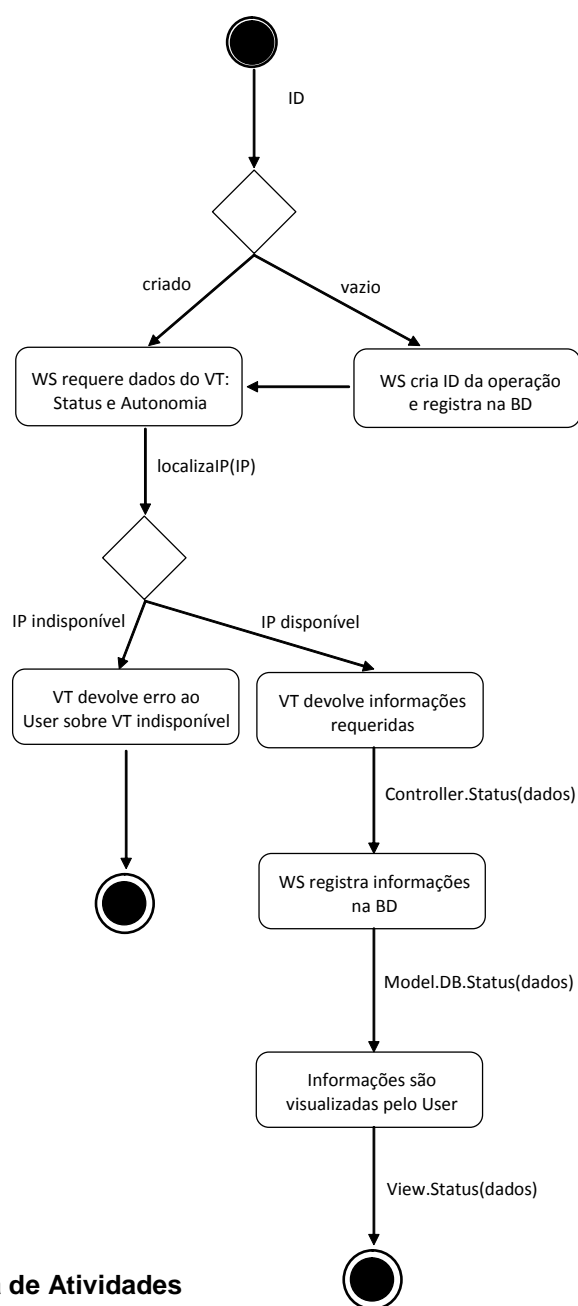 ID
criado
vazio
WS requere dados do VT:
Status e Autonomia
WS cria ID da operação
e registra na BD
localizaIP(IP)
IP indisponível
IP disponível
VT devolve erro ao
User sobre VT indisponível
VT devolve informações
requeridas
Controller.Status(dados)
WS registra informações
na BD
Model.DB.Status(dados)
Informações são
visualizadas pelo User
View.Status(dados)
de Atividades